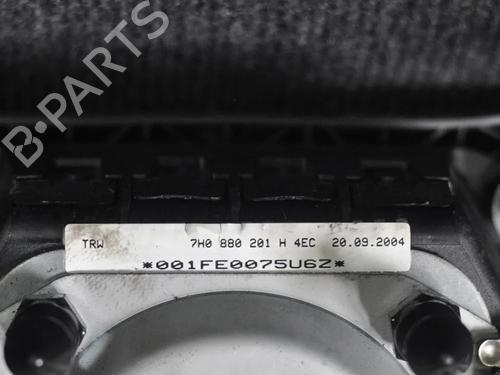 B-PARTS
TRW 7H0 880 201 H 4EC 20.09.2004
*001FE0075U6Z*